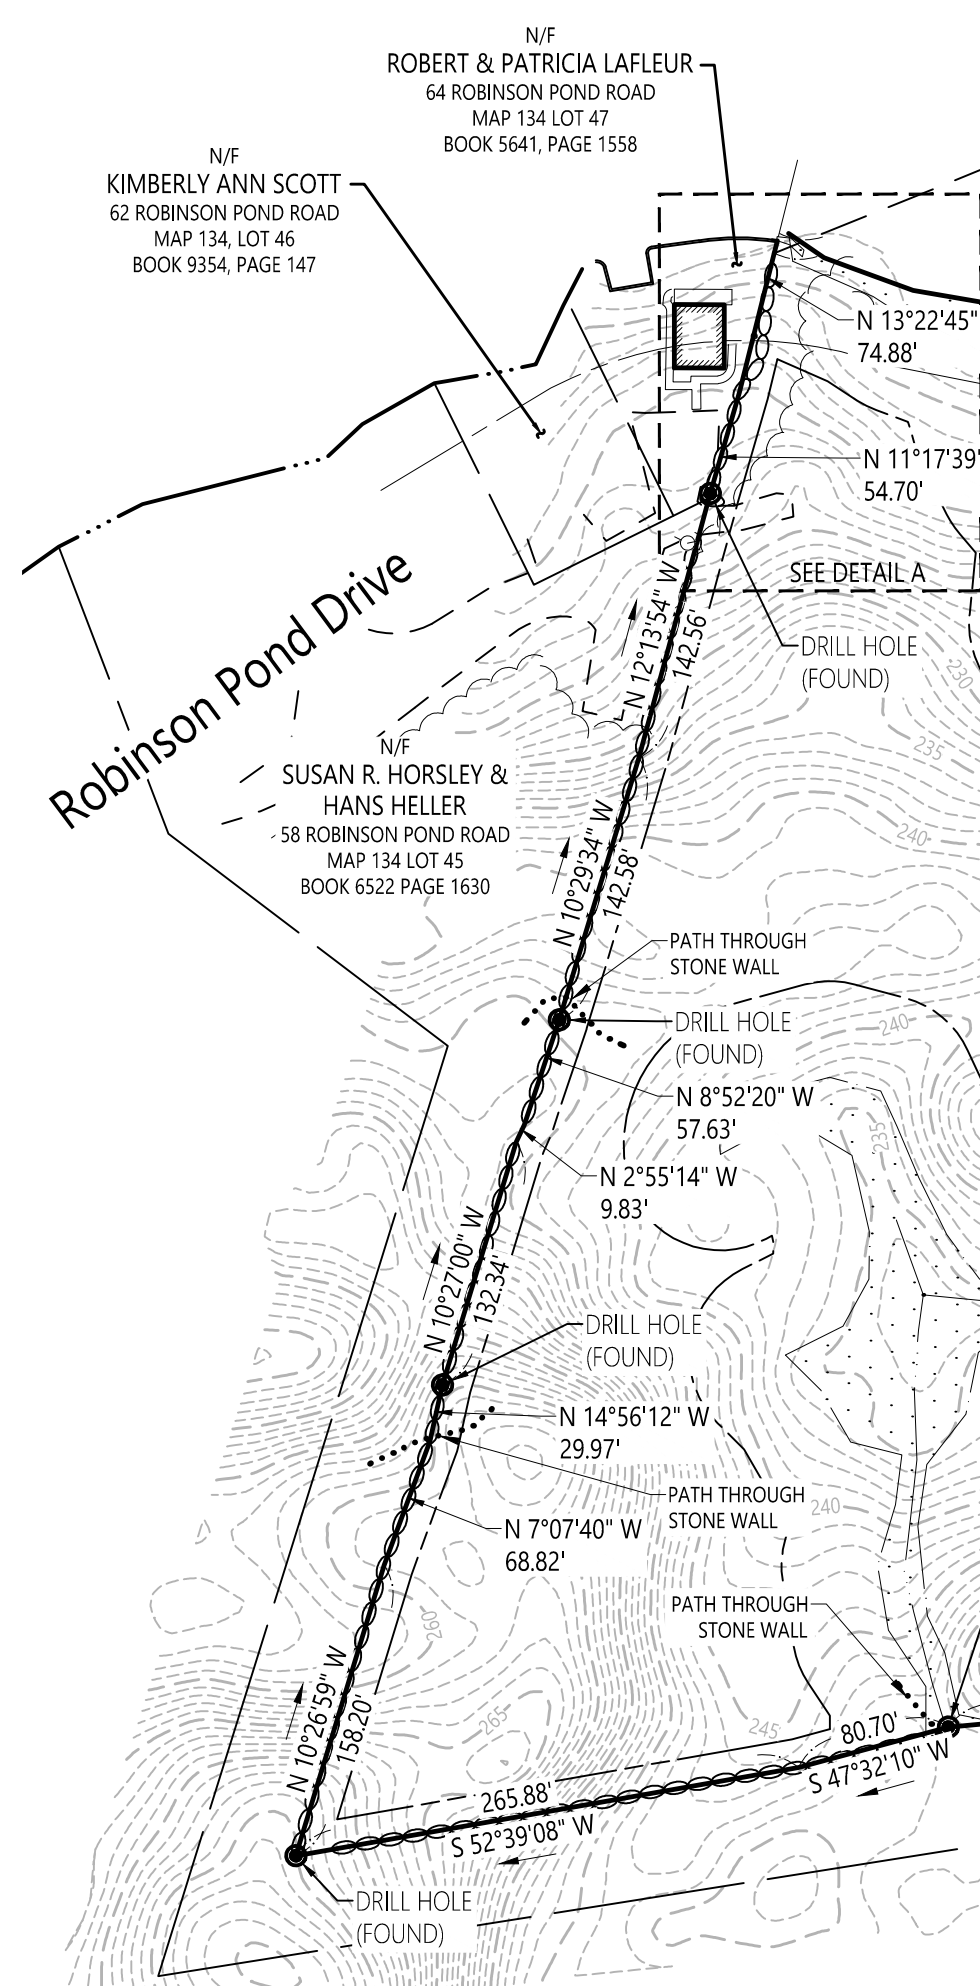 N/F
ROBERT & PATRICIA LAFLEUR
64 ROBINSON POND ROAD
MAP 134 LOT 47
BOOK 5641, PAGE 1558
N/F
KIMBERLY ANN SCOTT
62 ROBINSON POND ROAD
MAP 134, LOT 46
BOOK 9354, PAGE 147
N 13°22'45"
74.88'
N 11°17'39'
54.70'
SEE DETAIL A
Robinson Pond Drive
N 12°13'54" W
142.56'
DRILL HOLE
(FOUND)
230
235
240
N/F
SUSAN R. HORSLEY &
HANS HELLER
58 ROBINSON POND ROAD
MAP 134 LOT 45
BOOK 6522 PAGE 1630
N 10°29'34" W
142.58'
PATH THROUGH
STONE WALL
DRILL HOLE
(FOUND)
240
N 8°52'20" W
57.63'
235
N 2°55'14" W
9.83'
N 10°27'00" W
132.34'
DRILL HOLE
(FOUND)
N 14°56'12" W
29.97'
PATH THROUGH
STONE WALL
240
N 7°07'40" W
68.82'
PATH THROUGH
STONE WALL
260
N 10°26'59" W
158.20'
265
245
80.70'
S 47°32'10" W
265.88'
S 52°39'08" W
DRILL HOLE
(FOUND)